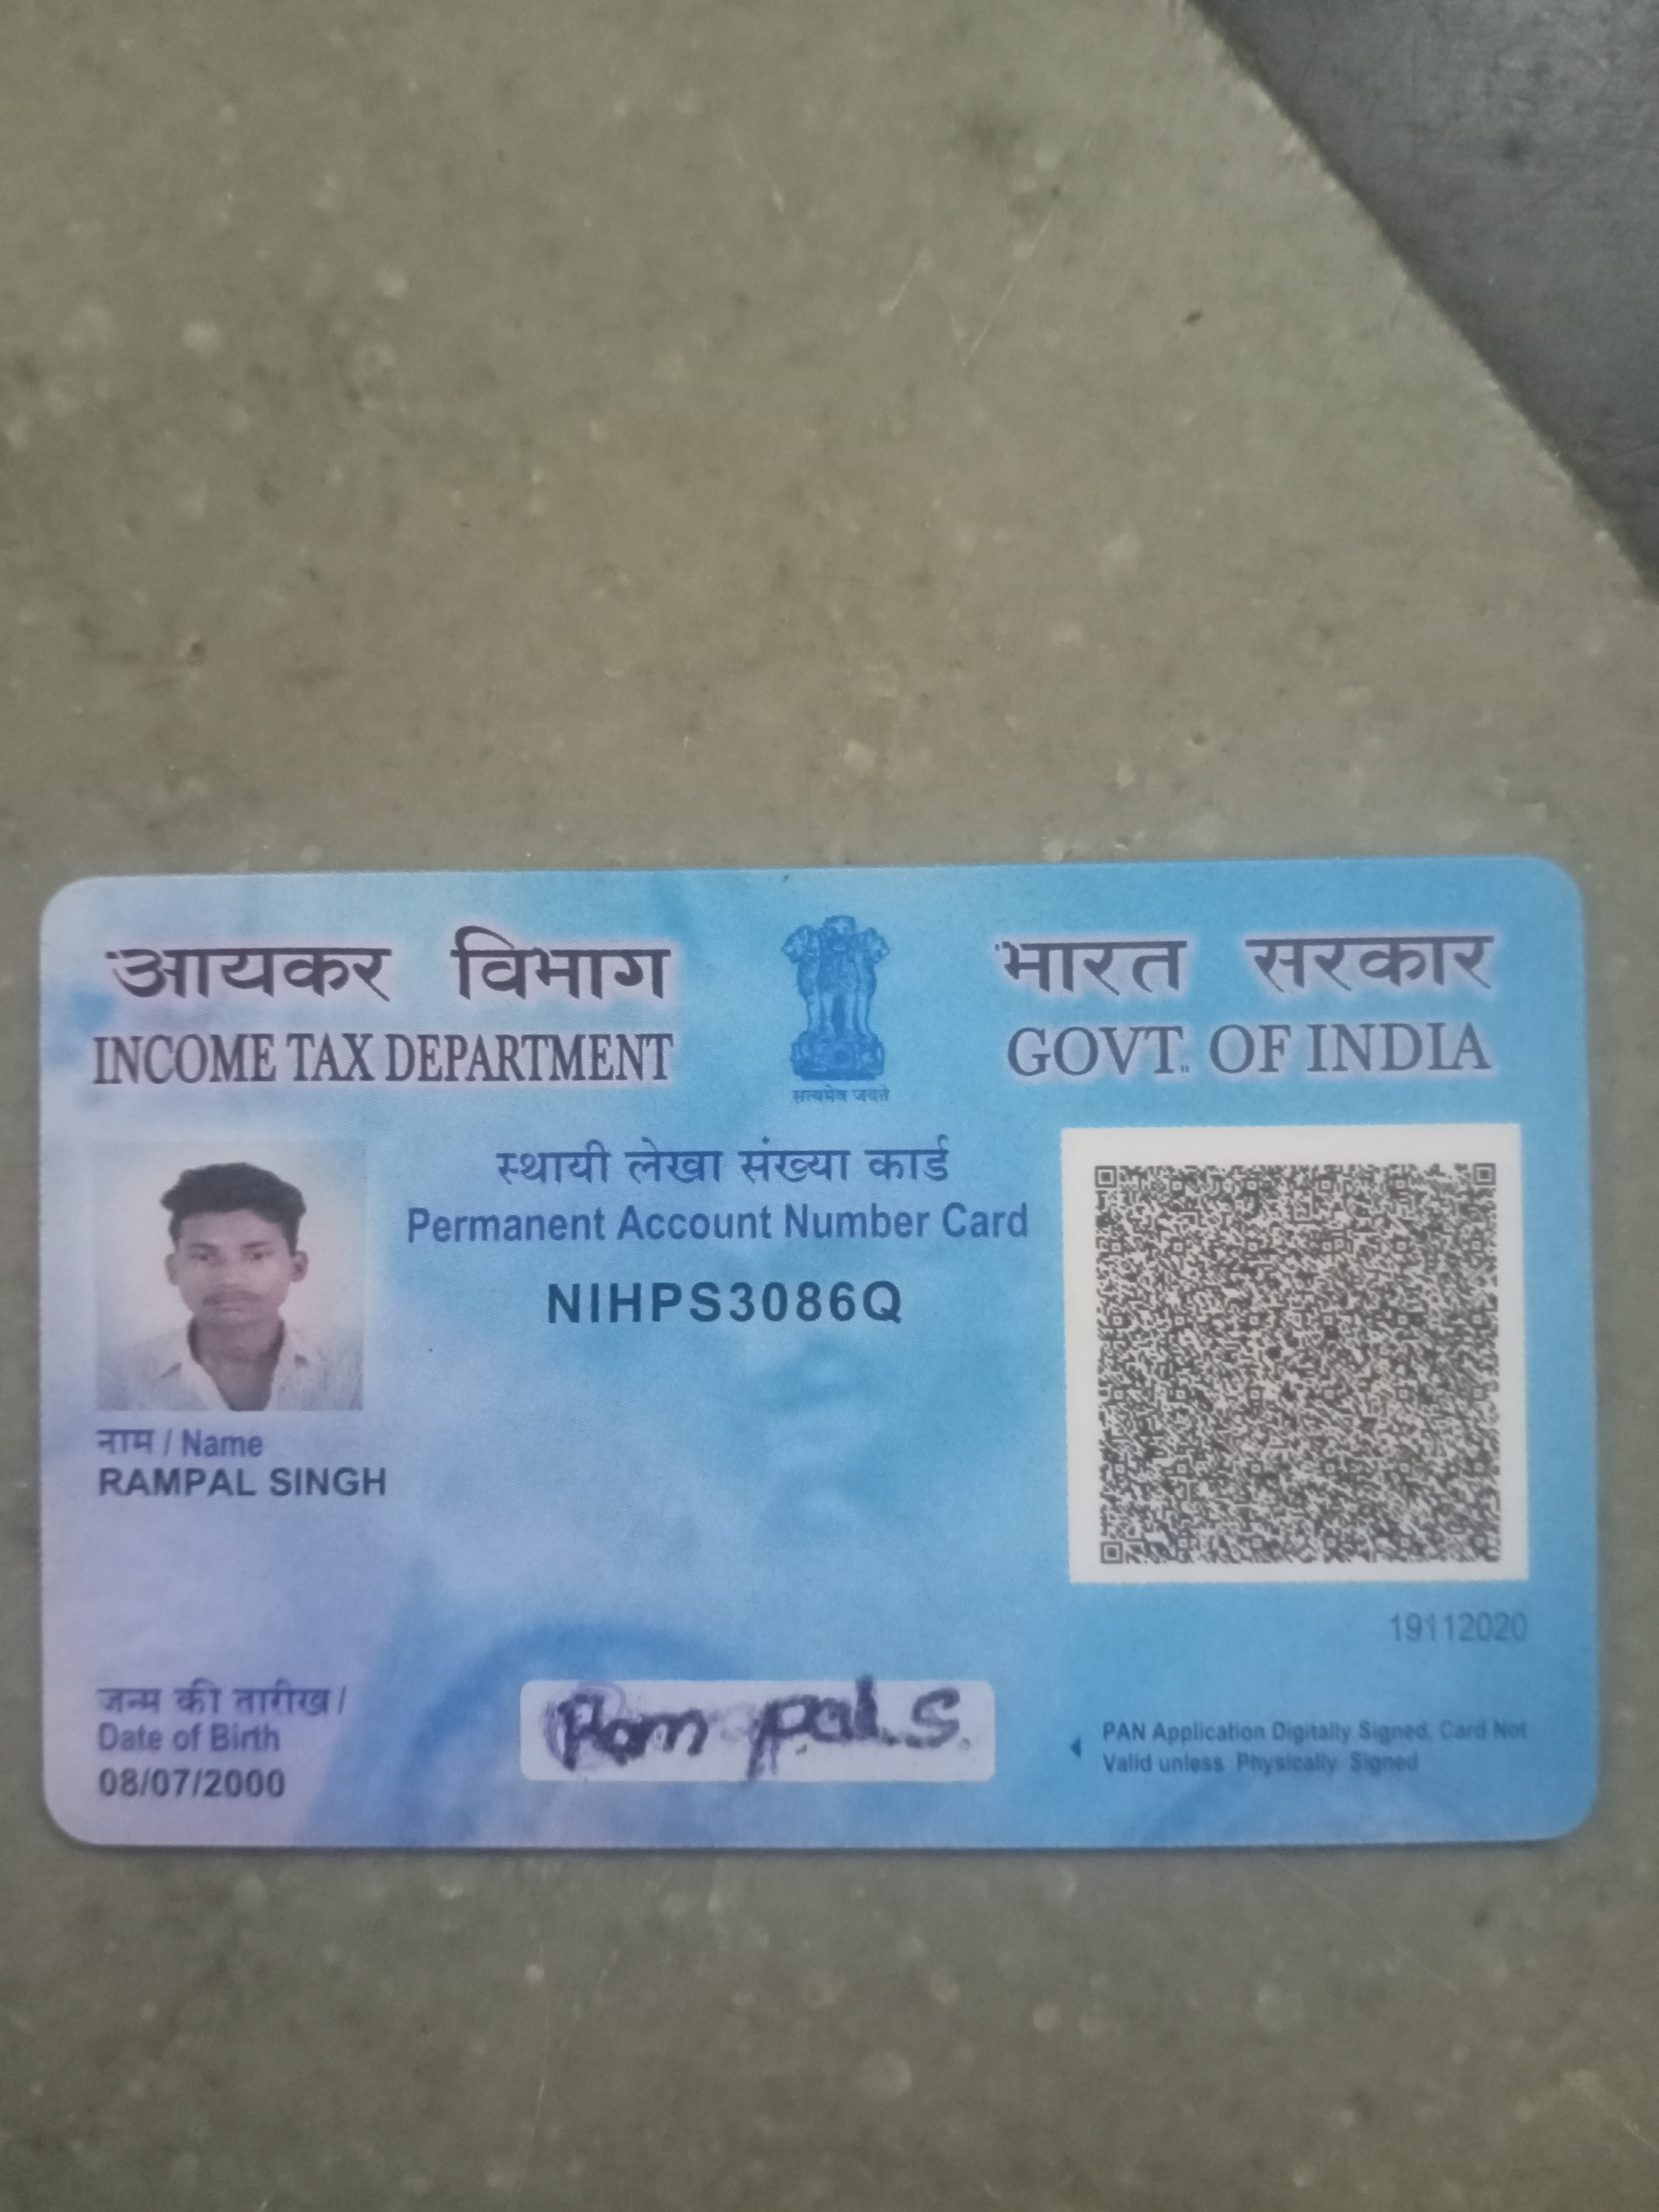 आयकर विभाग
INCOME TAX DEPARTMENT
सत्यमेव जयते
भारत सरकार
GOVT. OF INDIA
स्थायी लेखा संख्या कार्ड
Permanent Account Number Card
NIHPS3086Q
नाम / Name
RAMPAL SINGH
19112020
जन्म की तारीख /
Date of Birth
08/07/2000
Rampal.S.
PAN Application Digitally Signed, Card Not
Valid unless Physically Signed